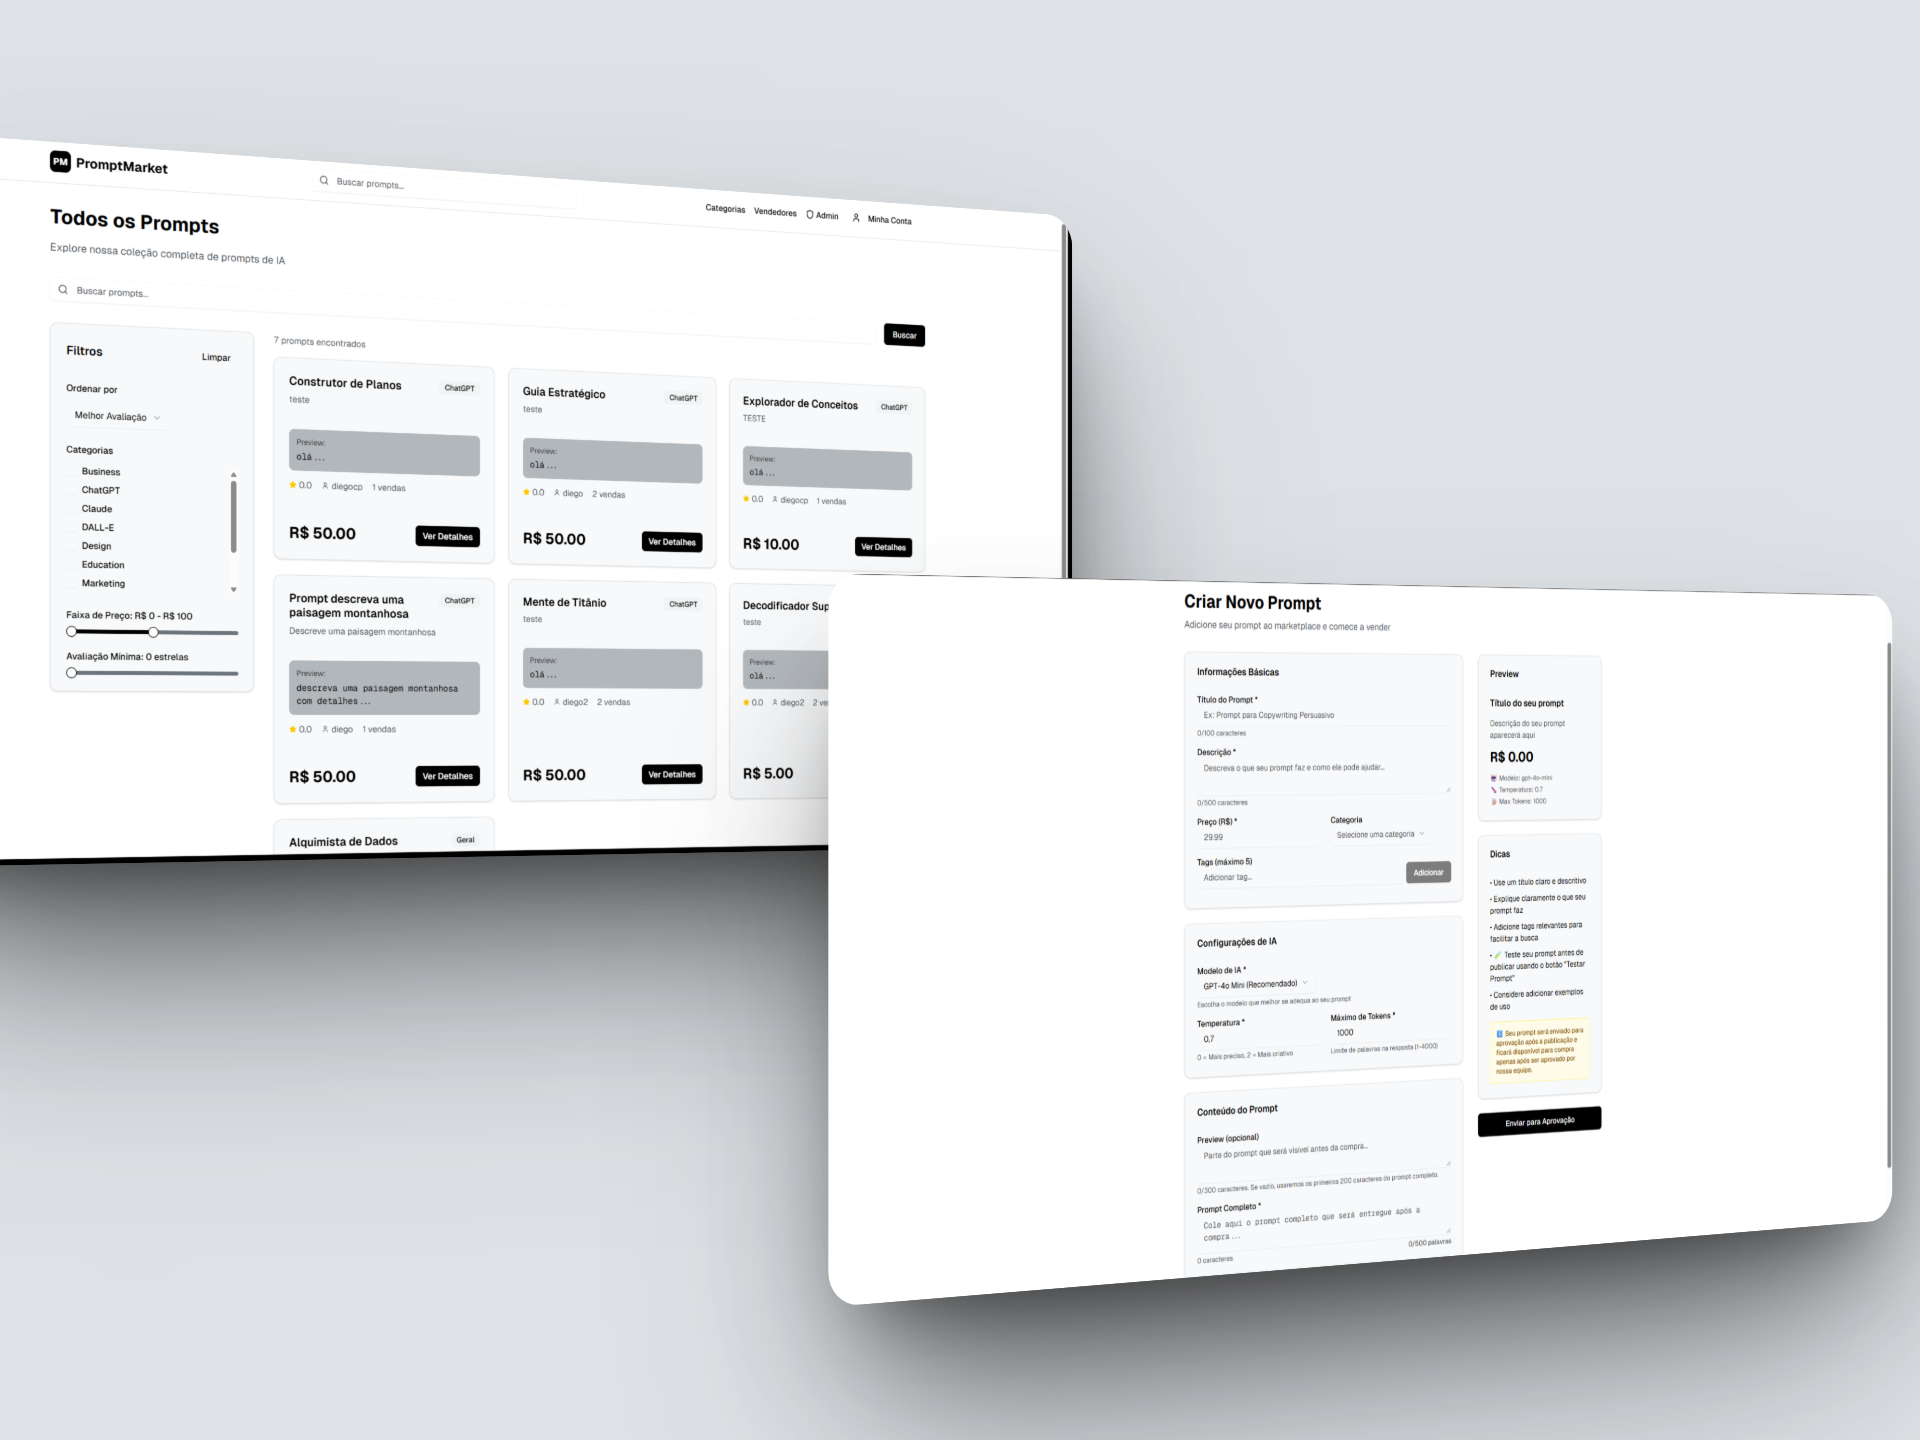 PM PromptMarket
Buscar prompts...
Categorias Vendedores Admin Minha Conta
Todos os Prompts
Explore nossa coleção completa de prompts de IA
Buscar prompts...
Buscar
Filtros
Limpar
Ordenar por
Melhor Avaliação
Categorias
Business
ChatGPT
Claude
DALL-E
Design
Education
Marketing
Faixa de Preço: R$ 0 - R$ 100
Avaliação Mínima: 0 estrelas
7 prompts encontrados
Construtor de Planos
ChatGPT
teste
Preview:
olá...
0.0 diegocp 1 vendas
R$ 50.00
Ver Detalhes
Guia Estratégico
ChatGPT
teste
Preview:
olá...
0.0 diego 2 vendas
R$ 50.00
Ver Detalhes
Explorador de Conceitos
ChatGPT
TESTE
Preview:
olá...
0.0 diegocp 1 vendas
R$ 10.00
Ver Detalhes
Prompt descreva uma
paisagem montanhosa
ChatGPT
Descreve uma paisagem montanhosa
Preview:
descreva uma paisagem montanhosa
com detalhes...
0.0 diego 1 vendas
R$ 50.00
Ver Detalhes
Mente de Titânio
ChatGPT
teste
Preview:
olá...
0.0 diego2 2 vendas
R$ 50.00
Ver Detalhes
Decodificador Sup
teste
Preview:
olá...
0.0 diego2 2 ve
R$ 5.00
Alquimista de Dados
Geral
Criar Novo Prompt
Adicione seu prompt ao marketplace e comece a vender
Informações Básicas
Título do Prompt *
Ex: Prompt para Copywriting Persuasivo
0/100 caracteres
Descrição *
Descreva o que seu prompt faz e como ele pode ajudar...
0/500 caracteres
Preço (R$) *
29.99
Categoria
Selecione uma categoria
Tags (máximo 5)
Adicionar tag...
Adicionar
Configurações de IA
Modelo de IA *
GPT-4o Mini (Recomendado)
Escolha o modelo que melhor se adequa ao seu prompt
Temperatura *
0,7
0 = Mais preciso, 2 = Mais criativo
Máximo de Tokens *
1000
Limite de palavras na resposta (1-4000)
Conteúdo do Prompt
Preview (opcional)
Parte do prompt que será visível antes da compra...
0/300 caracteres. Se vazio, usaremos os primeiros 200 caracteres do prompt completo.
Prompt Completo *
Cole aqui o prompt completo que será entregue após a
compra...
0 caracteres
0/500 palavras
Preview
Título do seu prompt
Descrição do seu prompt
aparecerá aqui
R$ 0.00
Modelo: gpt-4o-mini
Temperatura: 0.7
Max Tokens: 1000
Dicas
• Use um título claro e descritivo
• Explique claramente o que seu
prompt faz
• Adicione tags relevantes para
facilitar a busca
• Teste seu prompt antes de
publicar usando o botão "Testar
Prompt"
• Considere adicionar exemplos
de uso
Seu prompt será enviado para
aprovação após a publicação e
ficará disponível para compra
apenas após ser aprovado por
nossa equipe.
Enviar para Aprovação